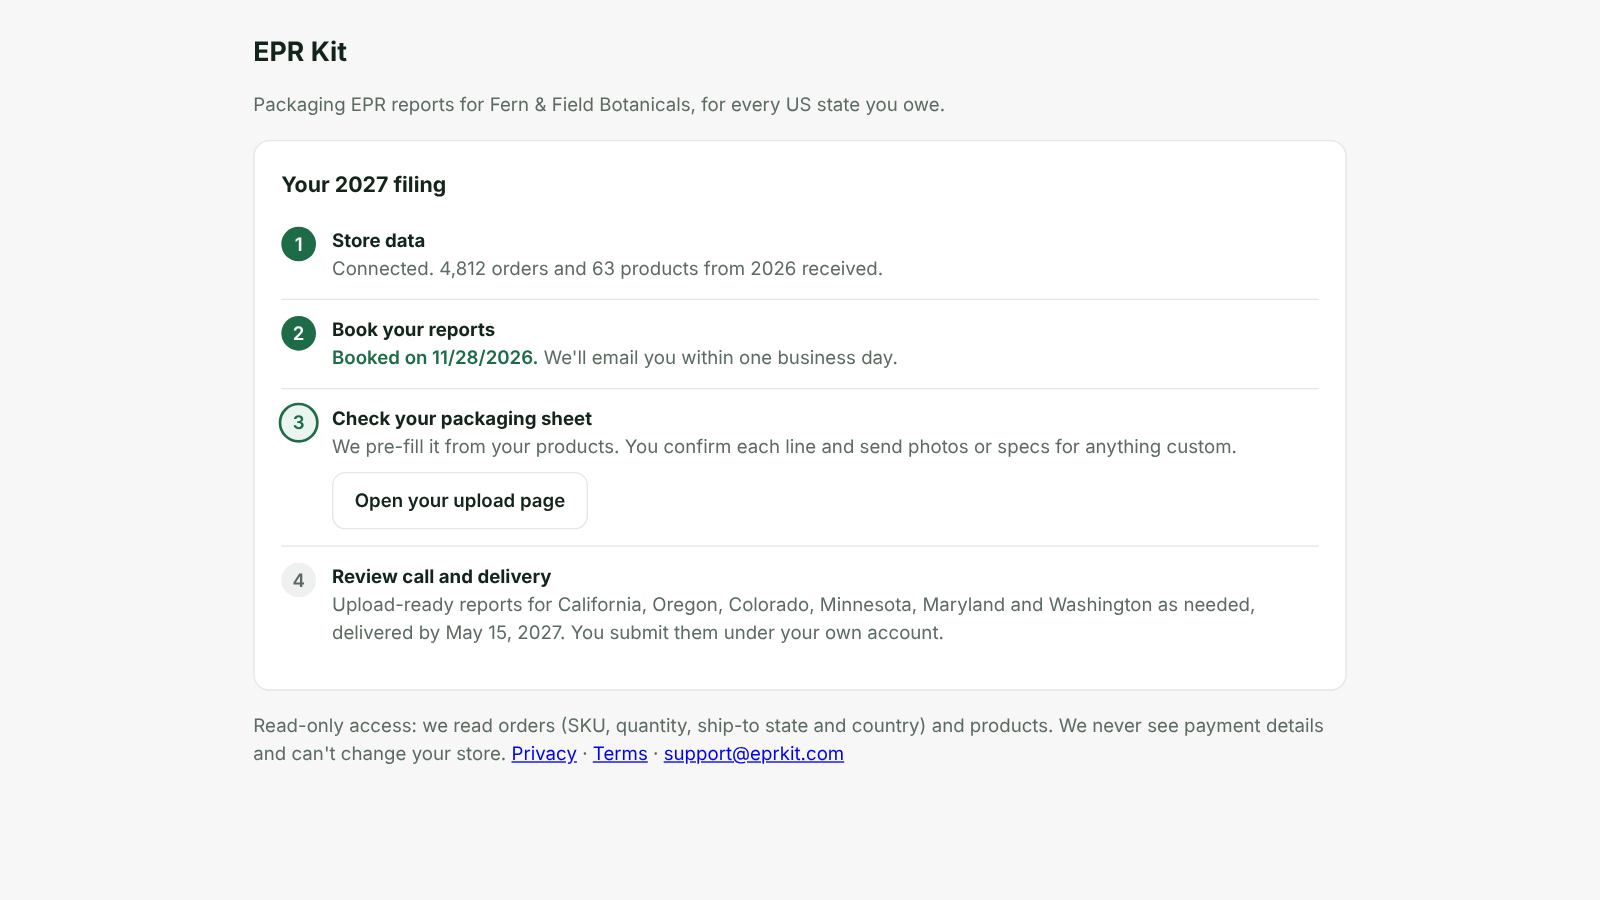 EPR Kit
Packaging EPR reports for Fern & Field Botanicals, for every US state you owe.
Your 2027 filing
1
Store data
Connected. 4,812 orders and 63 products from 2026 received.
2
Book your reports
Booked on 11/28/2026. We'll email you within one business day.
3
Check your packaging sheet
We pre-fill it from your products. You confirm each line and send photos or specs for anything custom.
Open your upload page
4
Review call and delivery
Upload-ready reports for California, Oregon, Colorado, Minnesota, Maryland and Washington as needed,
delivered by May 15, 2027. You submit them under your own account.
Read-only access: we read orders (SKU, quantity, ship-to state and country) and products. We never see payment details
and can't change your store. Privacy · Terms · support@eprkit.com